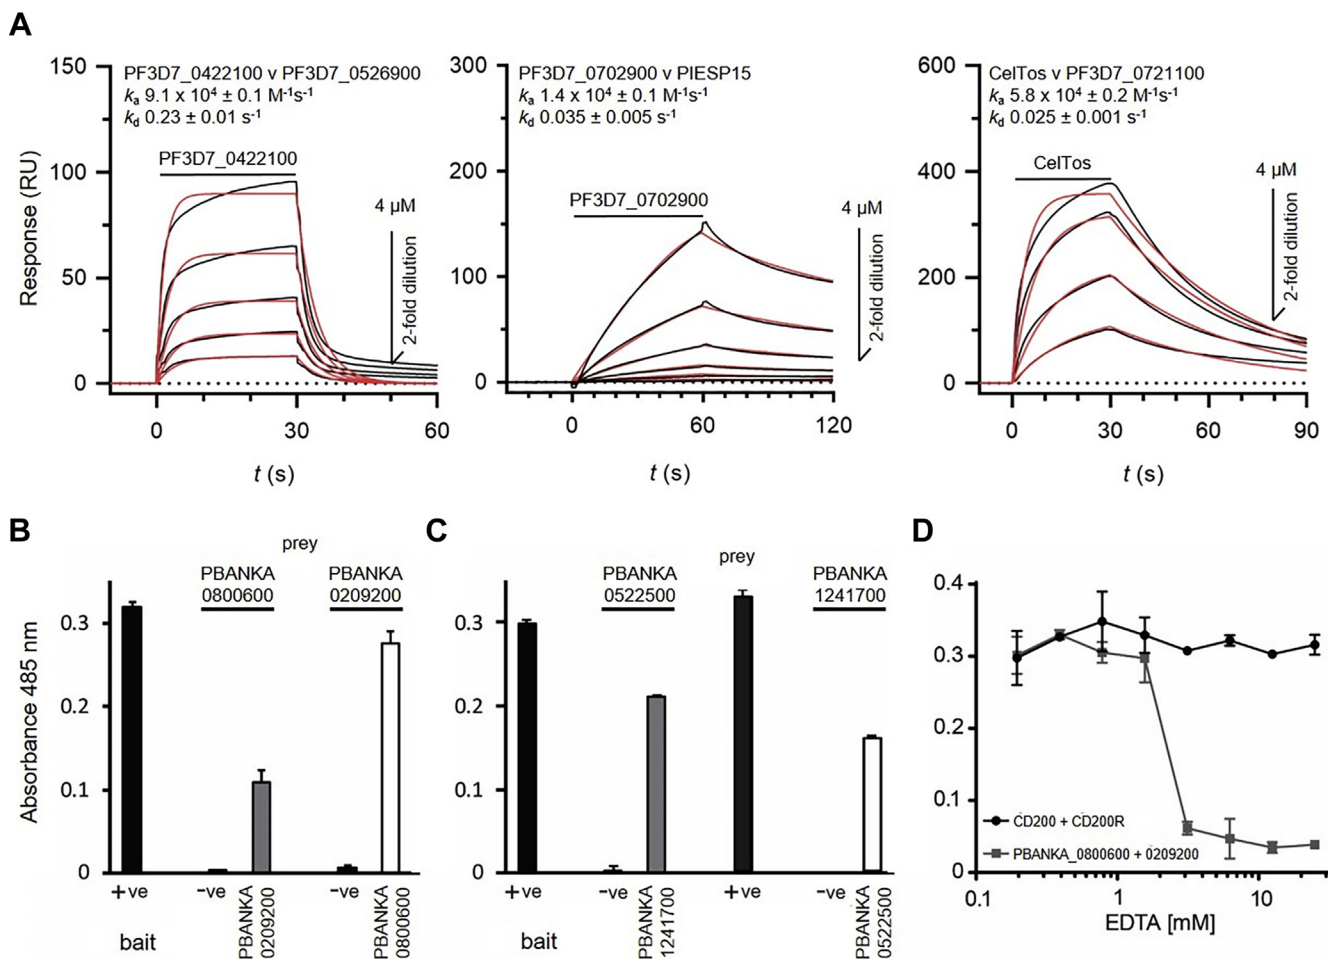 A
Response (RU)
150
100
50
0
PF3D7_0422100 v PF3D7_0526900
ka 9.1 x 10⁴ ± 0.1 M⁻¹s⁻¹
kd 0.23 ± 0.01 s⁻¹
PF3D7_0422100
4 µM
2-fold dilution
0 30 60
t (s)
300
200
100
0
PF3D7_0702900 v PIESP15
ka 1.4 x 10⁴ ± 0.1 M⁻¹s⁻¹
kd 0.035 ± 0.005 s⁻¹
PF3D7_0702900
4 µM
2-fold dilution
0 60 120
t (s)
600
400
200
0
CelTos v PF3D7_0721100
ka 5.8 x 10⁴ ± 0.2 M⁻¹s⁻¹
kd 0.025 ± 0.001 s⁻¹
CelTos
4 µM
2-fold dilution
0 30 60 90
t (s)
B
prey
PBANKA
0800600
PBANKA
0209200
Absorbance 485 nm
0.3
0.2
0.1
0
+ve
-ve
PBANKA
0209200
-ve
PBANKA
0800600
bait
C
prey
PBANKA
0522500
PBANKA
1241700
0.3
0.2
0.1
0
+ve
-ve
PBANKA
1241700
+ve
-ve
PBANKA
0522500
bait
D
0.4
0.3
0.2
0.1
0
CD200 + CD200R
PBANKA_0800600 + 0209200
0.1 1 10
EDTA [mM]